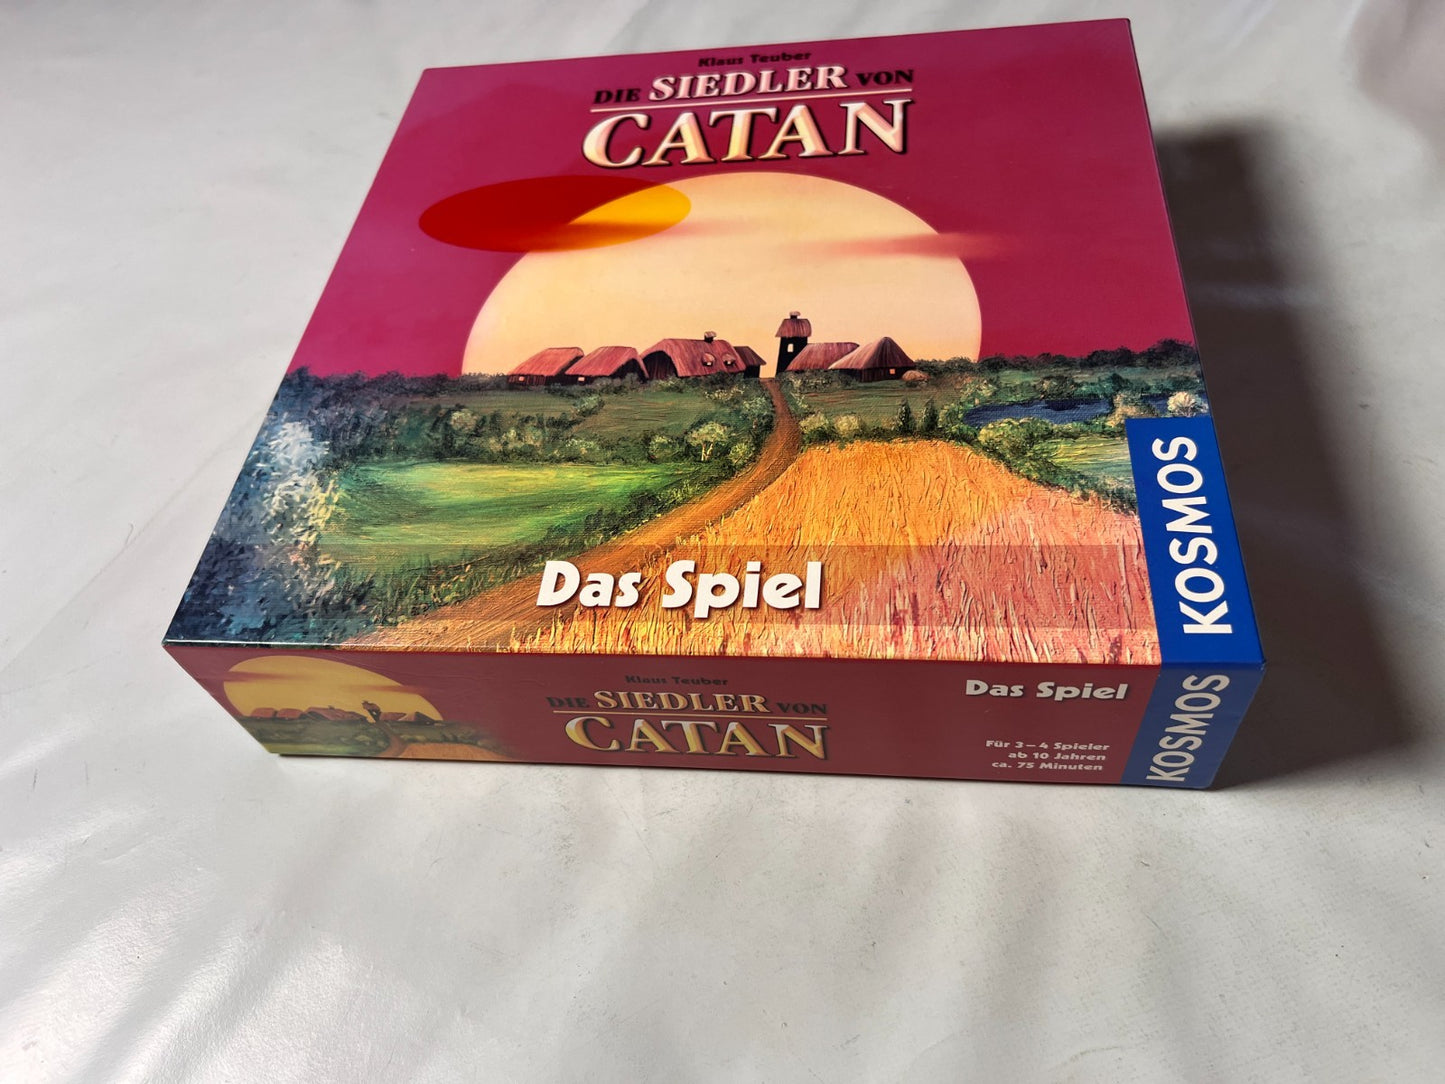 Klaus Teuber
DIE SIEDLER VON
CATAN
Das Spiel
KOSMOS
Klaus Teuber
DIE SIEDLER VON
CATAN
Das Spiel
Für 3–4 Spieler
ab 10 Jahren
ca. 75 Minuten
KOSMOS